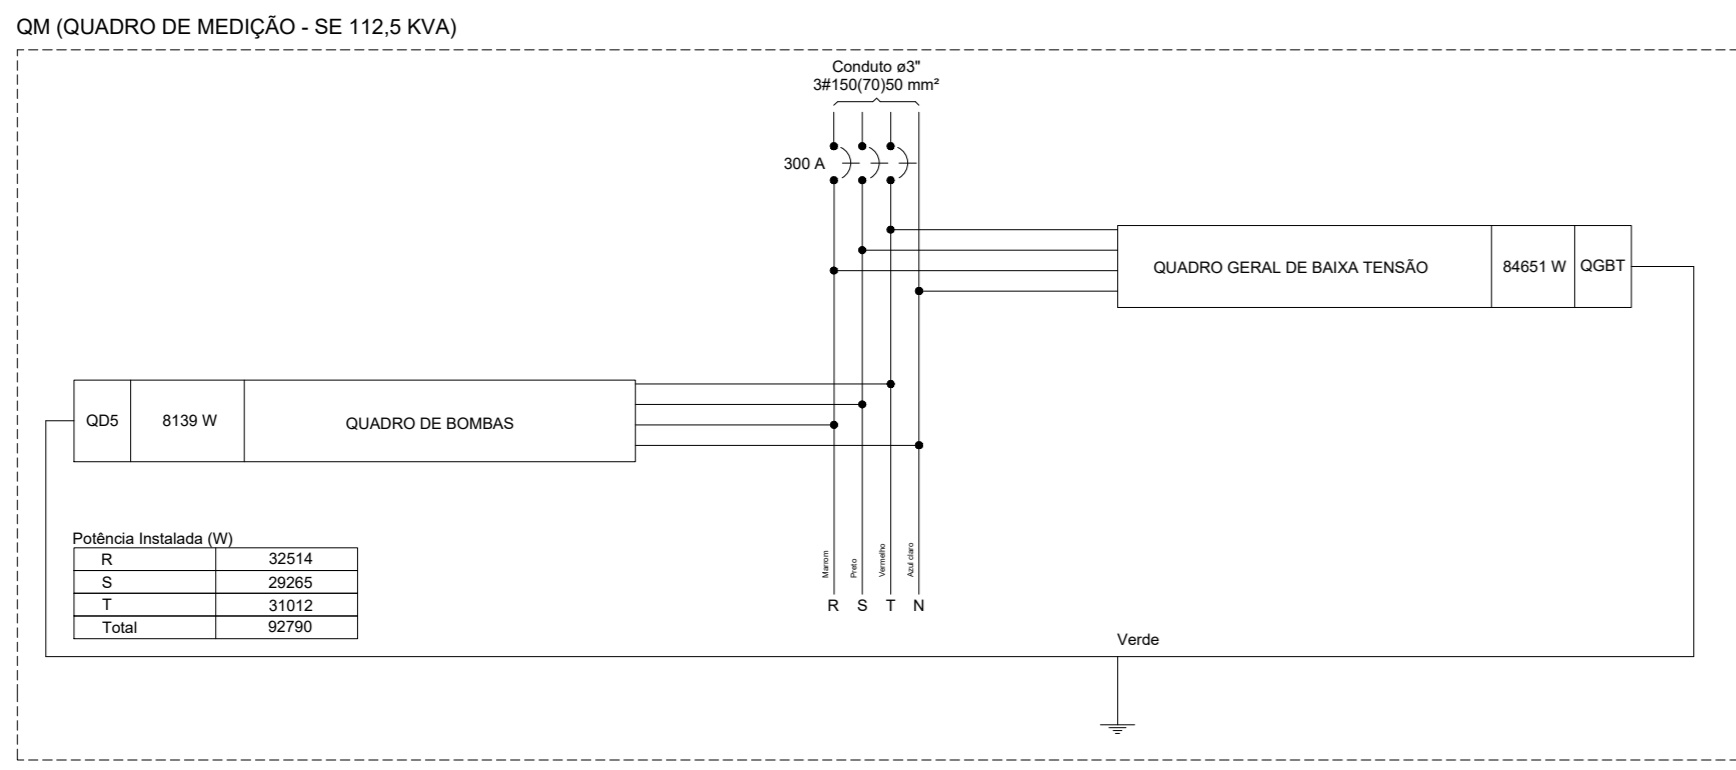 QM (QUADRO DE MEDIÇÃO - SE 112,5 KVA)
Conduto ø3"
3#150(70)50 mm²
300 A
QUADRO GERAL DE BAIXA TENSÃO 84651 W QGBT
QD5 8139 W QUADRO DE BOMBAS
Potência Instalada (W)
R 32514
S 29265
T 31012
Total 92790
Marrom Preto Vermelho Azul claro
R S T N
Verde